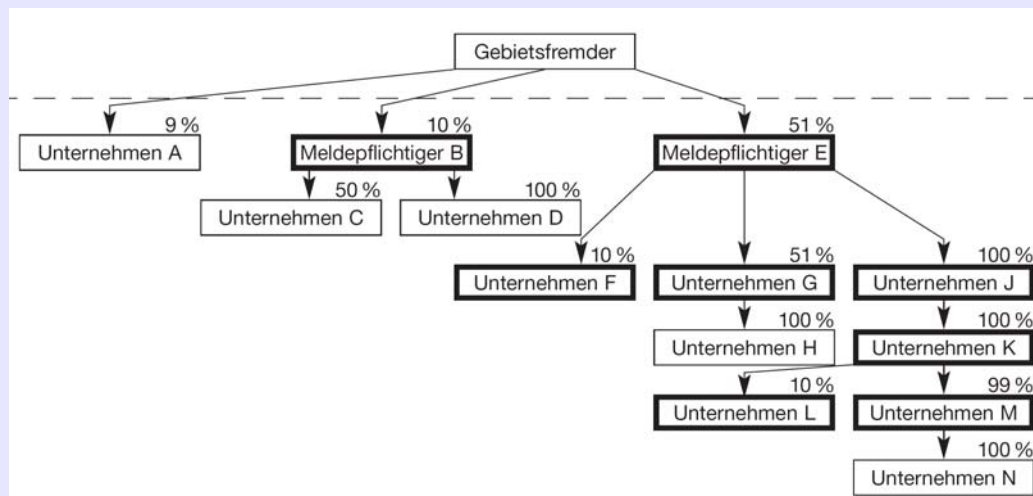 Gebietsfremder
9 %
10 %
51 %
Unternehmen A
Meldepflichtiger B
Meldepflichtiger E
50 %
100 %
Unternehmen C
Unternehmen D
10 %
51 %
100 %
Unternehmen F
Unternehmen G
Unternehmen J
100 %
100 %
Unternehmen H
Unternehmen K
10 %
99 %
Unternehmen L
Unternehmen M
100 %
Unternehmen N